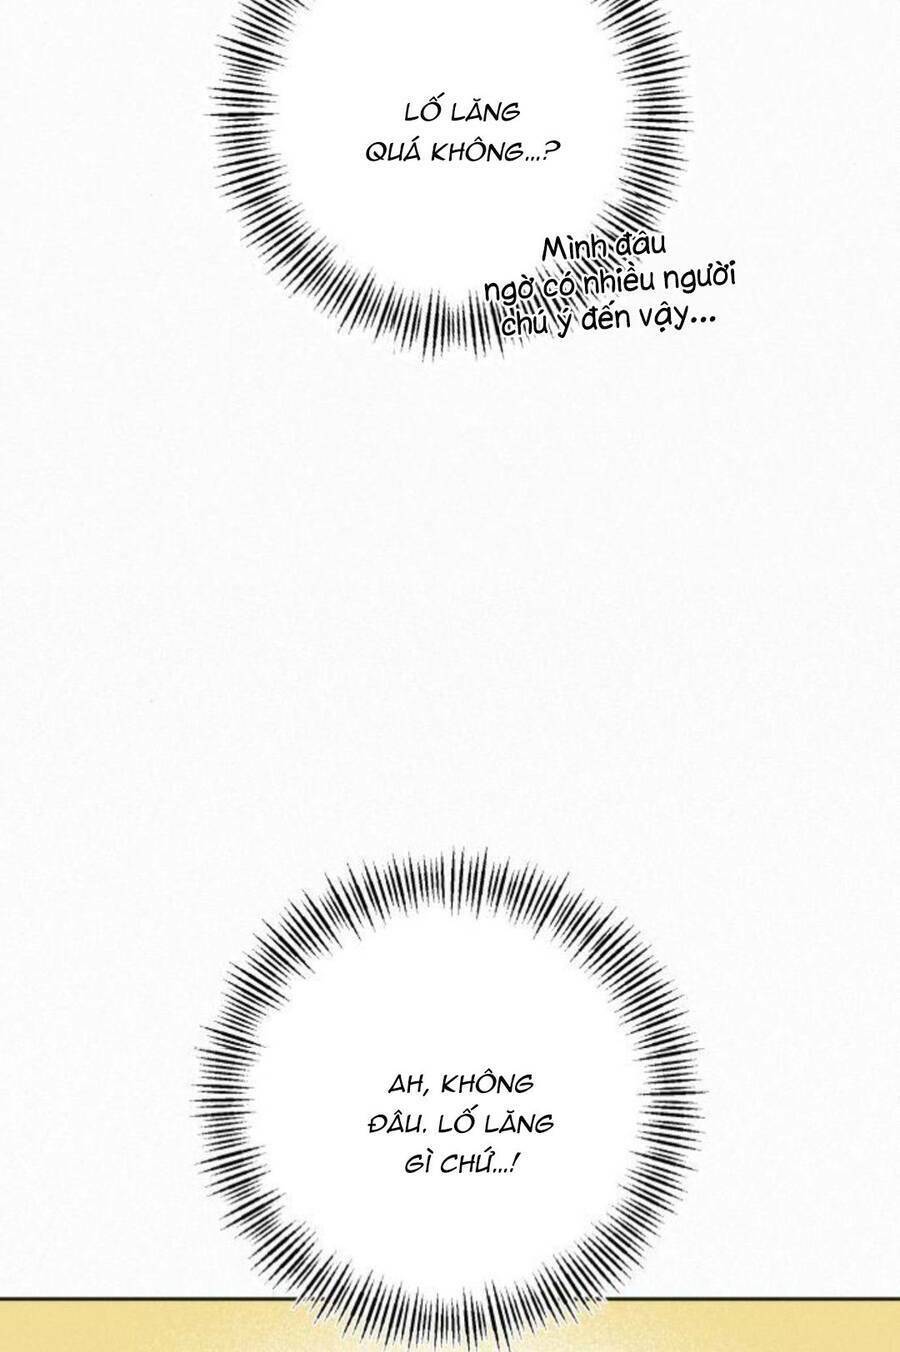 LỐ LĂNG
QUÁ KHÔNG...?
Mình đâu
ngờ có nhiều người
chú ý đến vậy...
AH, KHÔNG
ĐÂU. LỐ LĂNG
GÌ CHỨ...!